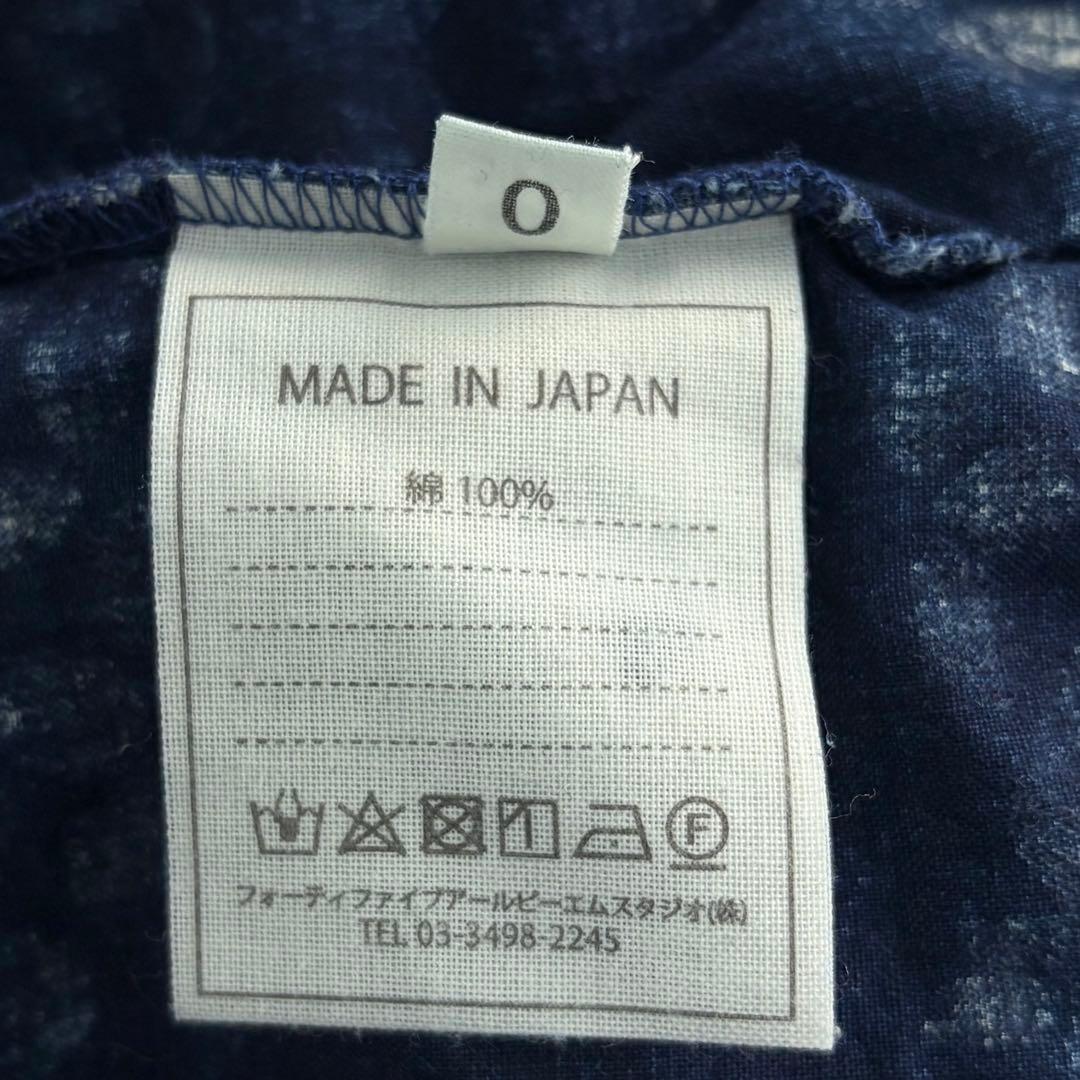 0
MADE IN JAPAN
綿 100%
F
フォーティファイブアールピーエムスタジオ(株)
TEL 03-3498-2245